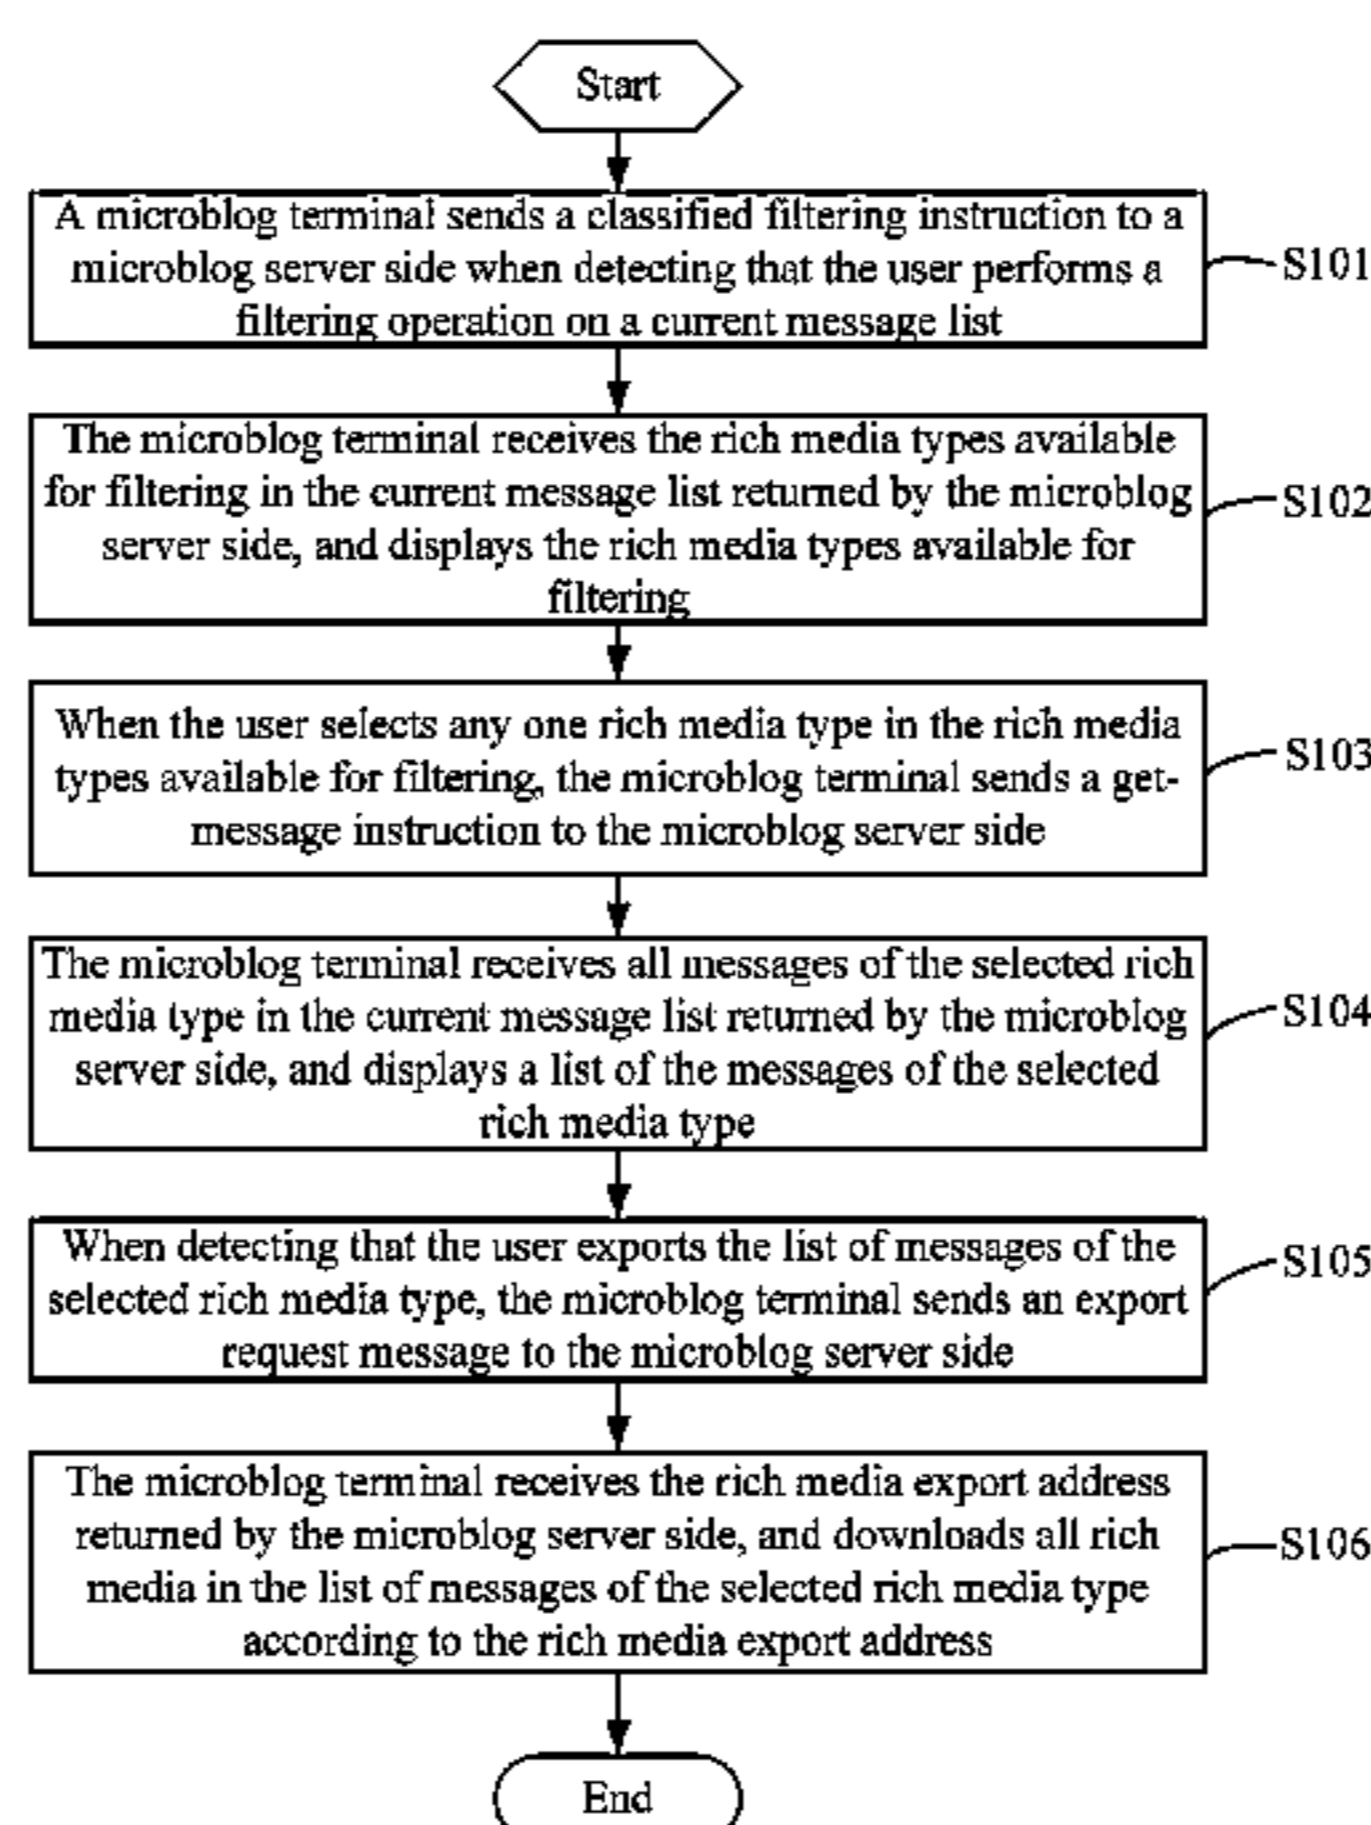 Start
A microblog terminal sends a classified filtering instruction to a
microblog server side when detecting that the user performs a
filtering operation on a current message list
S101
The microblog terminal receives the rich media types available
for filtering in the current message list returned by the microblog
server side, and displays the rich media types available for
filtering
S102
When the user selects any one rich media type in the rich media
types available for filtering, the microblog terminal sends a get-
message instruction to the microblog server side
S103
The microblog terminal receives all messages of the selected rich
media type in the current message list returned by the microblog
server side, and displays a list of the messages of the selected
rich media type
S104
When detecting that the user exports the list of messages of the
selected rich media type, the microblog terminal sends an export
request message to the microblog server side
S105
The microblog terminal receives the rich media export address
returned by the microblog server side, and downloads all rich
media in the list of messages of the selected rich media type
according to the rich media export address
S106
End